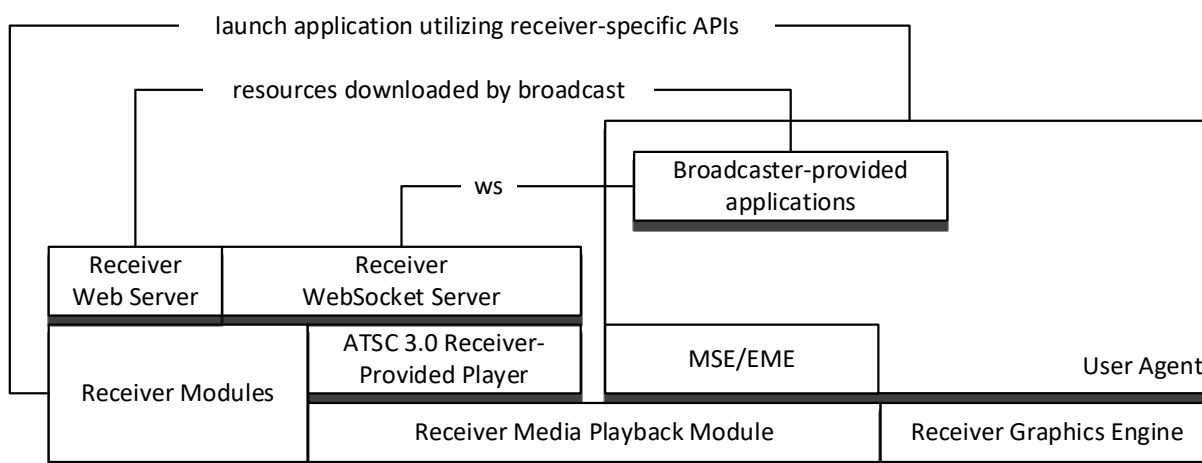 launch application utilizing receiver-specific APIs
resources downloaded by broadcast
Broadcaster-provided
applications
ws
Receiver
Web Server
Receiver
WebSocket Server
ATSC 3.0 Receiver-
Provided Player
MSE/EME
User Agent
Receiver Modules
Receiver Media Playback Module
Receiver Graphics Engine